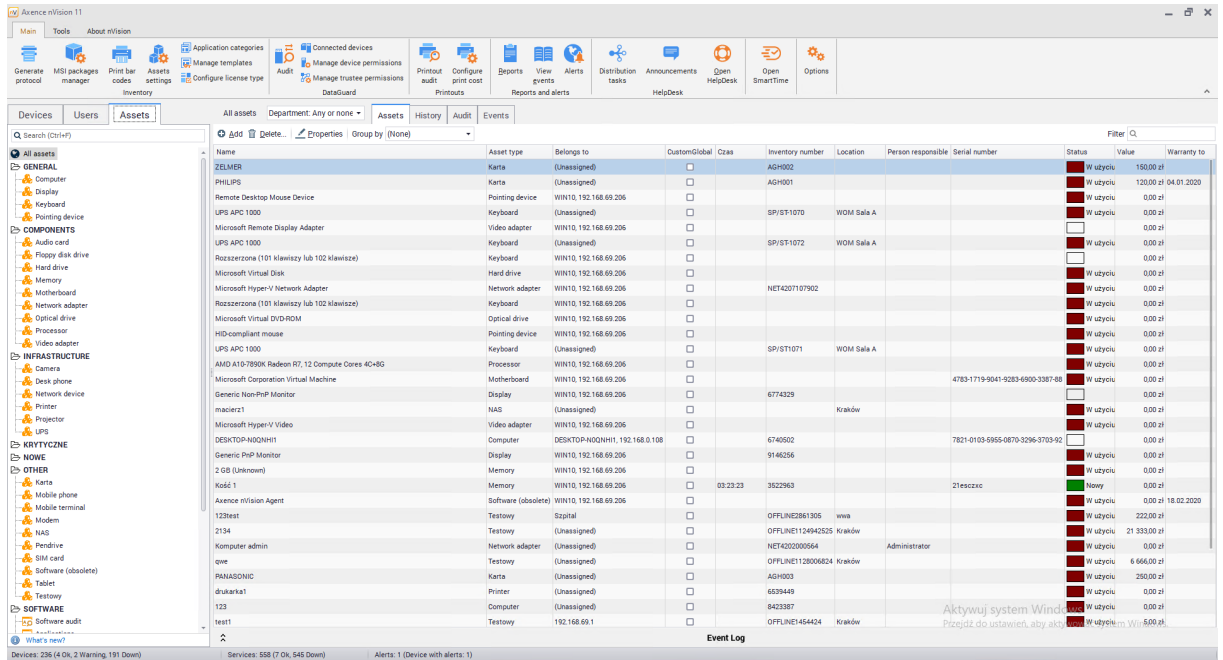 Axence nVision 11
Main Tools About nVision
Generate protocol
MSI packages manager
Print bar codes
Assets settings
Application categories
Manage templates
Configure license type
Inventory
Audit
Connected devices
Manage device permissions
Manage trustee permissions
DataGuard
Printout audit
Configure print cost
Printouts
Reports
View events
Alerts
Reports and alerts
Distribution tasks
Announcements
Open HelpDesk
HelpDesk
Open SmartTime
Options
Devices Users Assets
Search (Ctrl+F)
All assets
GENERAL
Computer
Display
Keyboard
Pointing device
COMPONENTS
Audio card
Floppy disk drive
Hard drive
Memory
Motherboard
Network adapter
Optical drive
Processor
Video adapter
INFRASTRUCTURE
Camera
Desk phone
Network device
Printer
Projector
UPS
KRYTYCZNE
NOWE
OTHER
Karta
Mobile phone
Mobile terminal
Modem
NAS
Pendrive
SIM card
Software (obsolete)
Tablet
Testowy
SOFTWARE
Software audit
What's new?
All assets Department: Any or none Assets History Audit Events
Add Delete... Properties Group by (None) Filter
Name Asset type Belongs to CustomGlobal Czas Inventory number Location Person responsible Serial number Status Value Warranty to
ZELMER Karta (Unassigned) AGH002 W użyciu 150,00 zł
PHILIPS Karta (Unassigned) AGH001 W użyciu 120,00 zł 04.01.2020
Remote Desktop Mouse Device Pointing device WIN10, 192.168.69.206 W użyciu 0,00 zł
UPS APC 1000 Keyboard (Unassigned) SP/ST-1070 WOM Sala A W użyciu 0,00 zł
Microsoft Remote Display Adapter Video adapter WIN10, 192.168.69.206 0,00 zł
UPS APC 1000 Keyboard (Unassigned) SP/ST-1072 WOM Sala A W użyciu 0,00 zł
Rozszerzona (101 klawiszy lub 102 klawisze) Keyboard WIN10, 192.168.69.206 0,00 zł
Microsoft Virtual Disk Hard drive WIN10, 192.168.69.206 W użyciu 0,00 zł
Microsoft Hyper-V Network Adapter Network adapter WIN10, 192.168.69.206 NET4207107902 W użyciu 0,00 zł
Rozszerzona (101 klawiszy lub 102 klawisze) Keyboard WIN10, 192.168.69.206 W użyciu 0,00 zł
Microsoft Virtual DVD-ROM Optical drive WIN10, 192.168.69.206 W użyciu 0,00 zł
HID-compliant mouse Pointing device WIN10, 192.168.69.206 W użyciu 0,00 zł
UPS APC 1000 Keyboard (Unassigned) SP/ST1071 WOM Sala A W użyciu 0,00 zł
AMD A10-7890K Radeon R7, 12 Compute Cores 4C+8G Processor WIN10, 192.168.69.206 W użyciu 0,00 zł
Microsoft Corporation Virtual Machine Motherboard WIN10, 192.168.69.206 4783-1719-9041-9283-6900-3387-88 W użyciu 0,00 zł
Generic Non-PnP Monitor Display WIN10, 192.168.69.206 6774329 0,00 zł
macierz1 NAS (Unassigned) Kraków W użyciu 0,00 zł
Microsoft Hyper-V Video Video adapter WIN10, 192.168.69.206 W użyciu 0,00 zł
DESKTOP-N0QNHI1 Computer DESKTOP-N0QNHI1, 192.168.0.108 6740502 7821-0103-5955-0870-3296-3703-92 0,00 zł
Generic PnP Monitor Display WIN10, 192.168.69.206 9146256 W użyciu 0,00 zł
2 GB (Unknown) Memory WIN10, 192.168.69.206 W użyciu 0,00 zł
Kość 1 Memory WIN10, 192.168.69.206 03:23:23 3522963 21esczxc Nowy 0,00 zł
Axence nVision Agent Software (obsolete) WIN10, 192.168.69.206 W użyciu 0,00 zł 18.02.2020
123test Testowy Szpital OFFLINE2861305 wwa W użyciu 222,00 zł
2134 Testowy (Unassigned) OFFLINE1124942525 Kraków W użyciu 21 333,00 zł
Komputer admin Network adapter (Unassigned) NET4202000564 Administrator W użyciu 0,00 zł
qwe Testowy (Unassigned) OFFLINE1128006824 Kraków W użyciu 6 666,00 zł
PANASONIC Karta (Unassigned) AGH003 W użyciu 250,00 zł
drukarka1 Printer (Unassigned) 6539449 W użyciu 0,00 zł
123 Computer (Unassigned) 8423387 W użyciu 0,00 zł
test1 Testowy 192.168.69.1 OFFLINE1454424 Kraków W użyciu 5,00 zł
Aktywuj system Windows
Przejdź do ustawień, aby aktywować system Windows.
Event Log
Devices: 236 (4 Ok, 2 Warning, 191 Down) Services: 558 (7 Ok, 545 Down) Alerts: 1 (Device with alerts: 1)